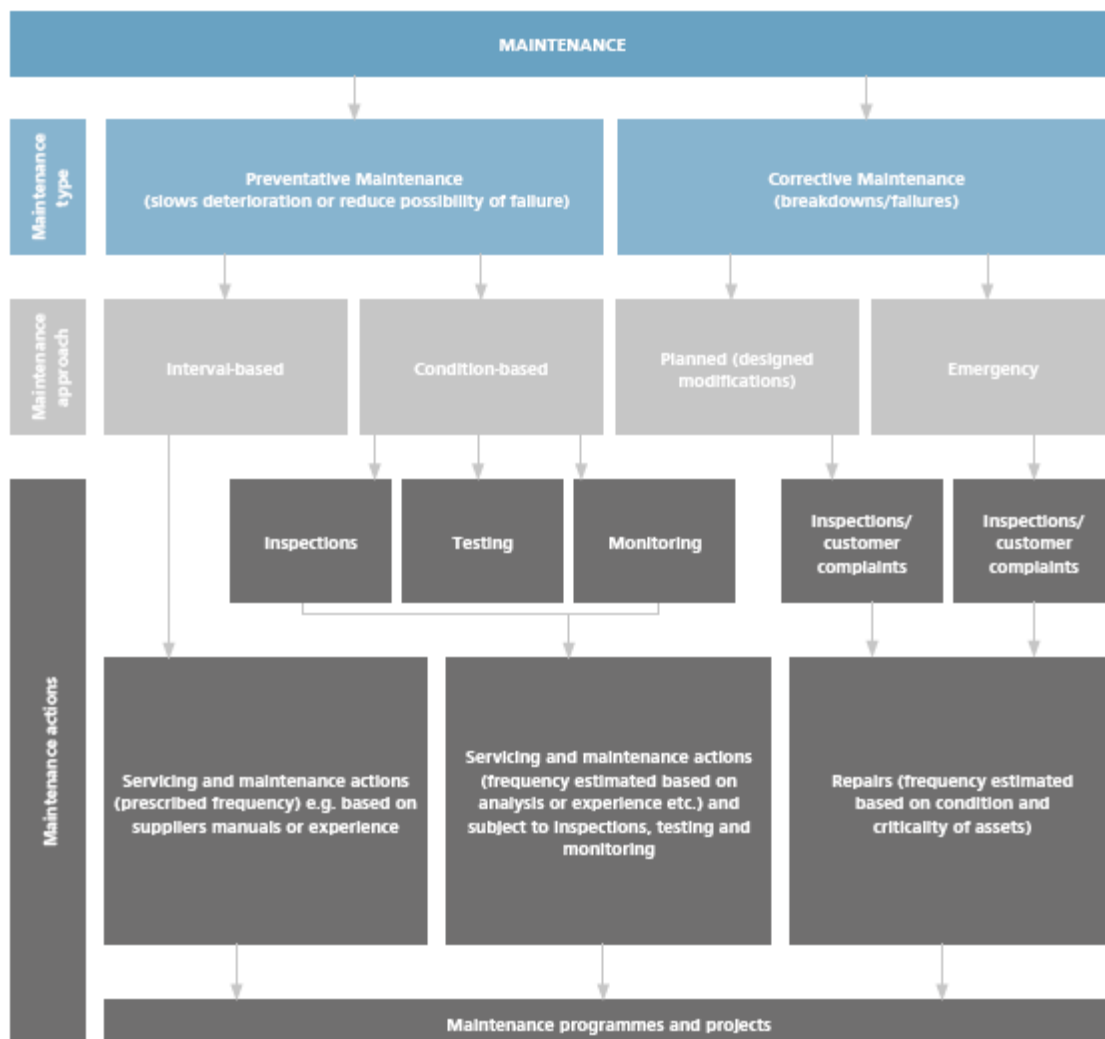 MAINTENANCE
Maintenance
type
Preventative Maintenance
(slows deterioration or reduce possibility of failure)
Corrective Maintenance
(breakdowns/failures)
Maintenance
approach
Interval-based
Condition-based
Planned (designed
modifications)
Emergency
Maintenance actions
Inspections
Testing
Monitoring
Inspections/
customer
complaints
Inspections/
customer
complaints
Servicing and maintenance actions
(prescribed frequency) e.g. based on
suppliers manuals or experience
Servicing and maintenance actions
(frequency estimated based on
analysis or experience etc.) and
subject to inspections, testing and
monitoring
Repairs (frequency estimated
based on condition and
criticality of assets)
Maintenance programmes and projects